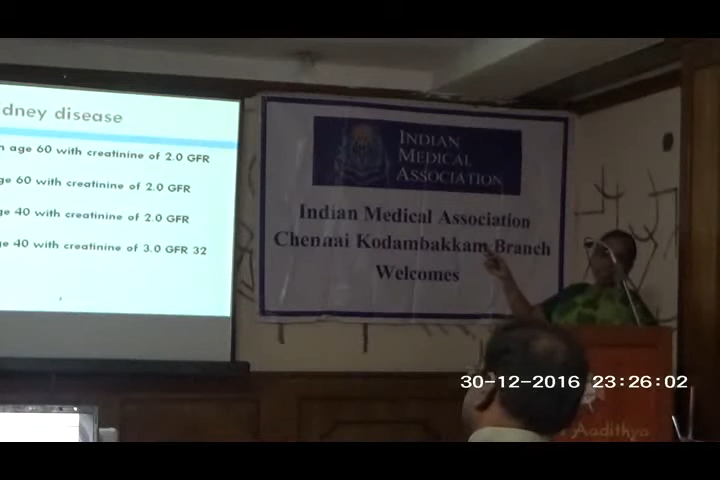 dney disease
age 60 with creatinine of 2.0 GFR
age 60 with creatinine of 2.0 GFR
ge 40 with creatinine of 2.0 GFR
ge 40 with creatinine of 3.0 GFR 32
INDIAN
MEDICAL
ASSOCIATION
Indian Medical Association
Chennai Kodambakkam Branch
Welcomes
30-12-2016 23:26:02
Aadithya